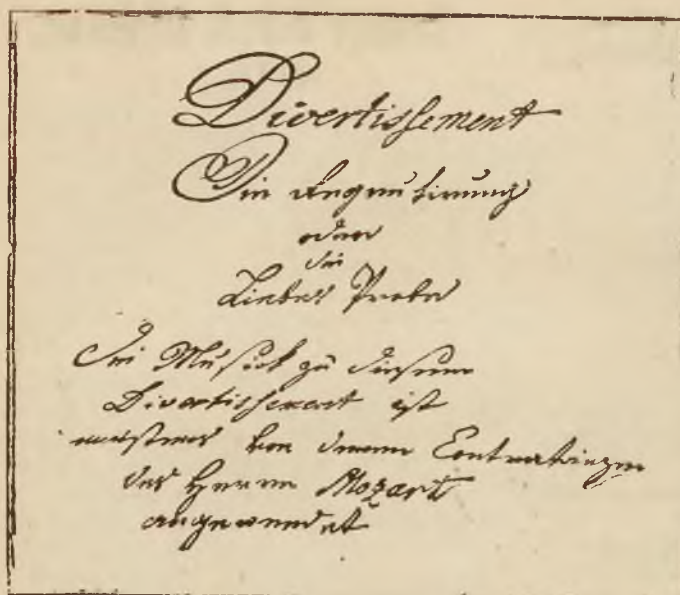 Divertissement
Die Regrutirung
oder
die
Liebes Probe
Die Musick zu diesem
Divertissement ist
meistens von denen Contratänzen
des Herrn Mozart
angewendet